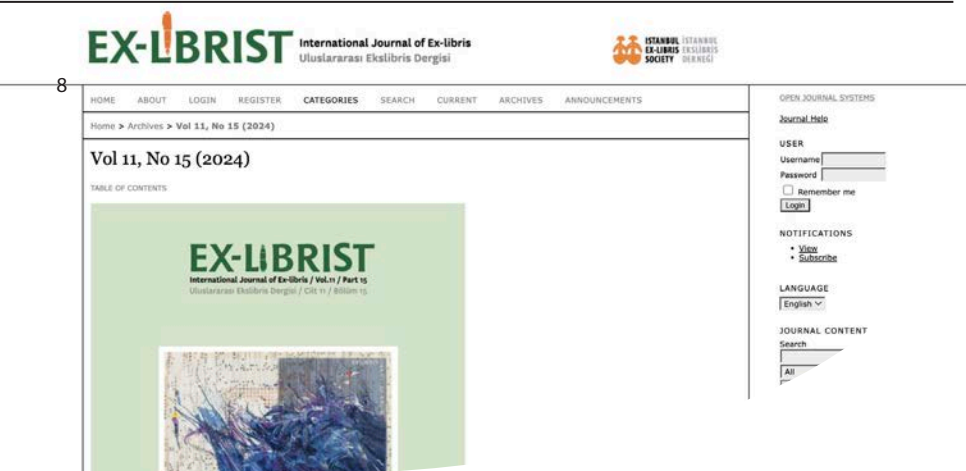 EX-LIBRIST
International Journal of Ex-libris
Uluslararası Ekslibris Dergisi
ISTANBUL İSTANBUL
EX-LIBRIS EKSLİBRİS
SOCIETY DERNEĞİ
8
HOME ABOUT LOGIN REGISTER CATEGORIES SEARCH CURRENT ARCHIVES ANNOUNCEMENTS
Home > Archives > Vol 11, No 15 (2024)
Vol 11, No 15 (2024)
TABLE OF CONTENTS
EX-LIBRIST
International Journal of Ex-libris / Vol.11 / Part 15
Uluslararası Ekslibris Dergisi / Cilt 11 / Bölüm 15
OPEN JOURNAL SYSTEMS
Journal Help
USER
Username
Password
Remember me
Login
NOTIFICATIONS
• View
• Subscribe
LANGUAGE
English
JOURNAL CONTENT
Search
All